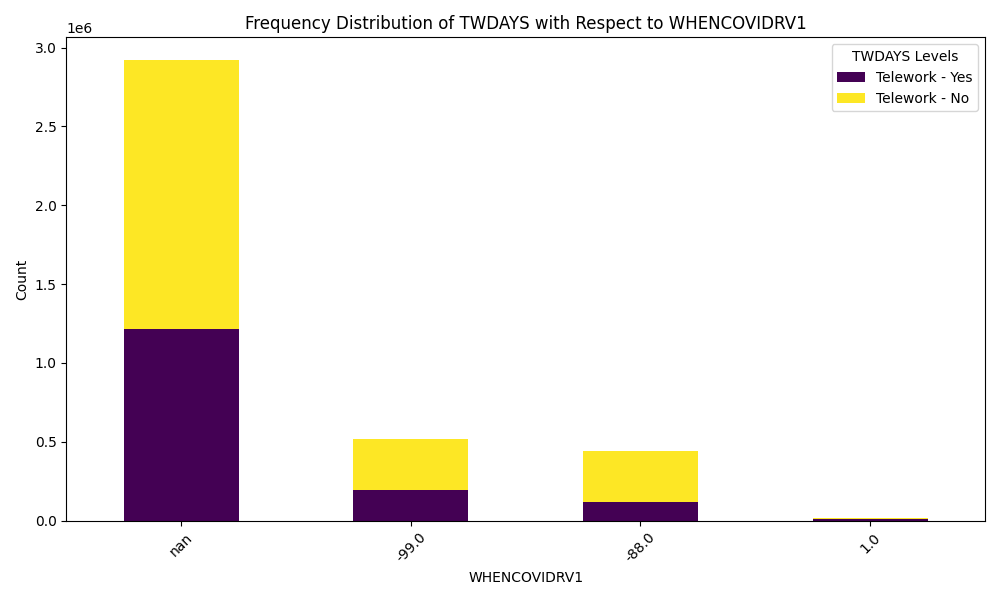 Frequency Distribution of TWDAYS with Respect to WHENCOVIDRV1
1e6
3.0
2.5
2.0
1.5
1.0
0.5
0.0
Count
TWDAYS Levels
Telework - Yes
Telework - No
nan
-99.0
-88.0
1.0
WHENCOVIDRV1